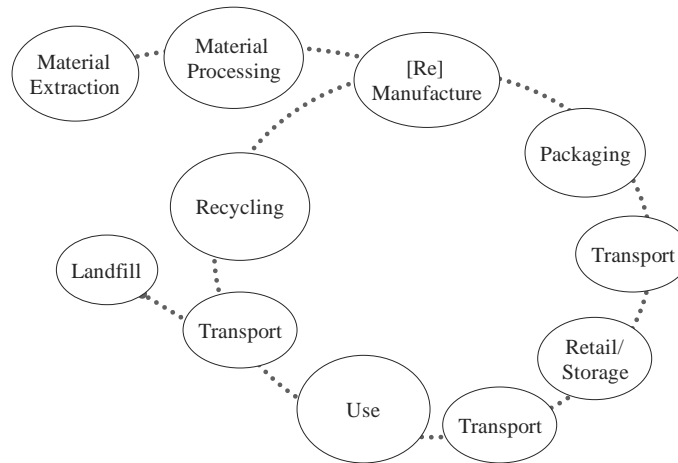 Material
Extraction
Material
Processing
[Re]
Manufacture
Packaging
Transport
Retail/
Storage
Transport
Use
Transport
Landfill
Recycling